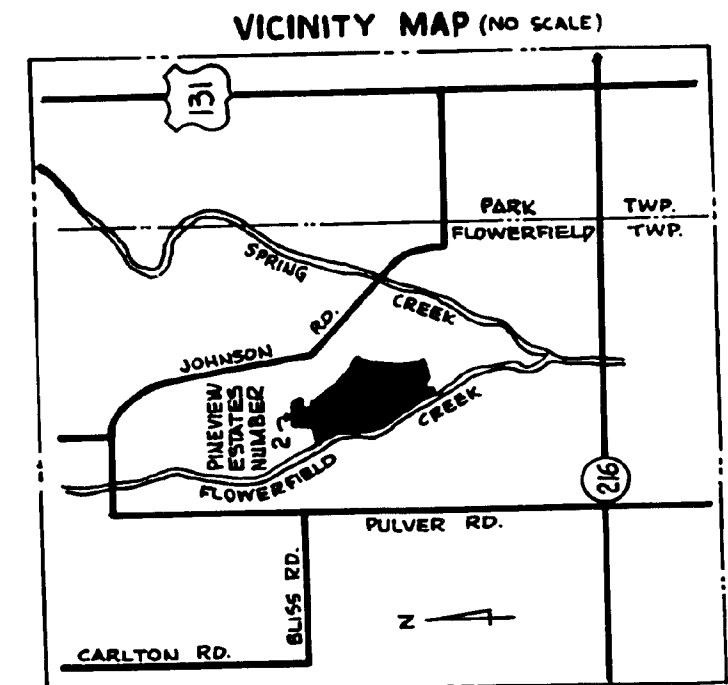 VICINITY MAP (NO SCALE)
131
PARK TWP.
FLOWERFIELD TWP.
SPRING CREEK
JOHNSON RD.
PINEVIEW
ESTATES
NUMBER
2
FLOWERFIELD CREEK
216
PULVER RD.
BLISS RD.
N
CARLTON RD.